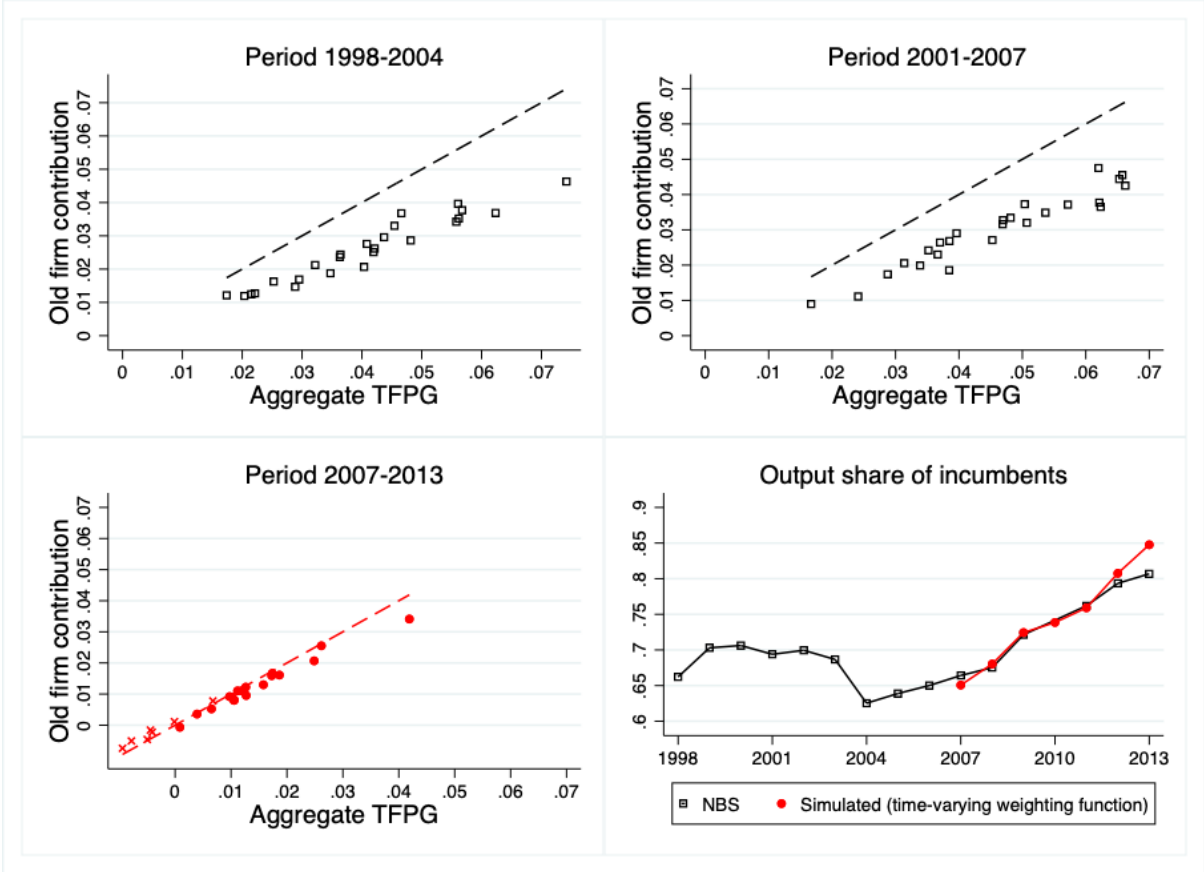 Period 1998-2004
Old firm contribution
0 .01 .02 .03 .04 .05 .06 .07
0 .01 .02 .03 .04 .05 .06 .07
Aggregate TFPG
Period 2001-2007
Old firm contribution
0 .01 .02 .03 .04 .05 .06 .07
0 .01 .02 .03 .04 .05 .06 .07
Aggregate TFPG
Period 2007-2013
Old firm contribution
0 .01 .02 .03 .04 .05 .06 .07
0 .01 .02 .03 .04 .05 .06 .07
Aggregate TFPG
Output share of incumbents
.6 .65 .7 .75 .8 .85 .9
1998 2001 2004 2007 2010 2013
NBS Simulated (time-varying weighting function)